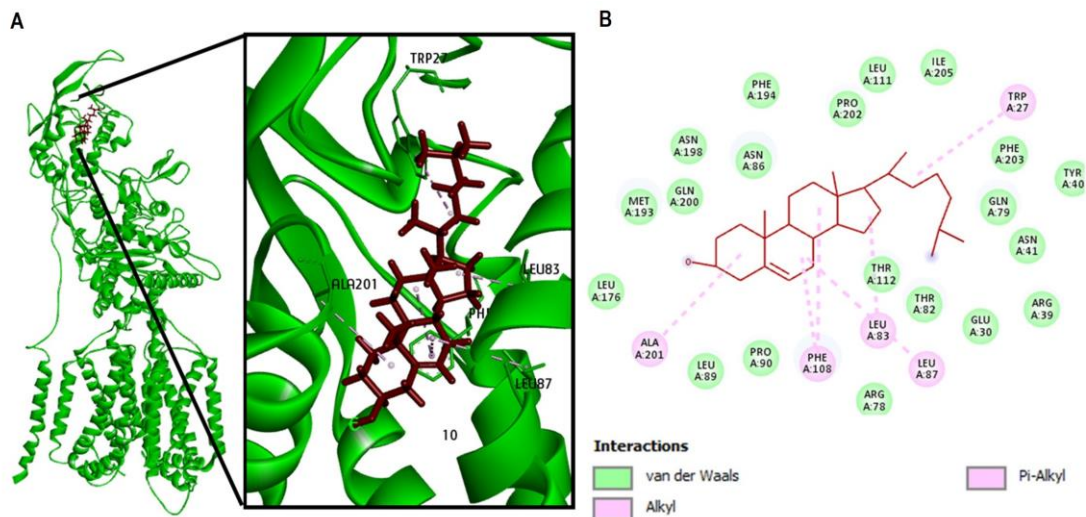 A
TRP27
ALA201
LEU83
PH
LEU87
10
B
ILE
A:205
LEU
A:111
PHE
A:194
PRO
A:202
TRP
A:27
ASN
A:198
ASN
A:86
PHE
A:203
TYR
A:40
MET
A:193
GLN
A:200
GLN
A:79
ASN
A:41
LEU
A:176
THR
A:112
THR
A:82
ARG
A:39
GLU
A:30
LEU
A:83
ALA
A:201
LEU
A:89
PRO
A:90
PHE
A:108
LEU
A:87
ARG
A:78
O
Interactions
van der Waals
Alkyl
Pi-Alkyl